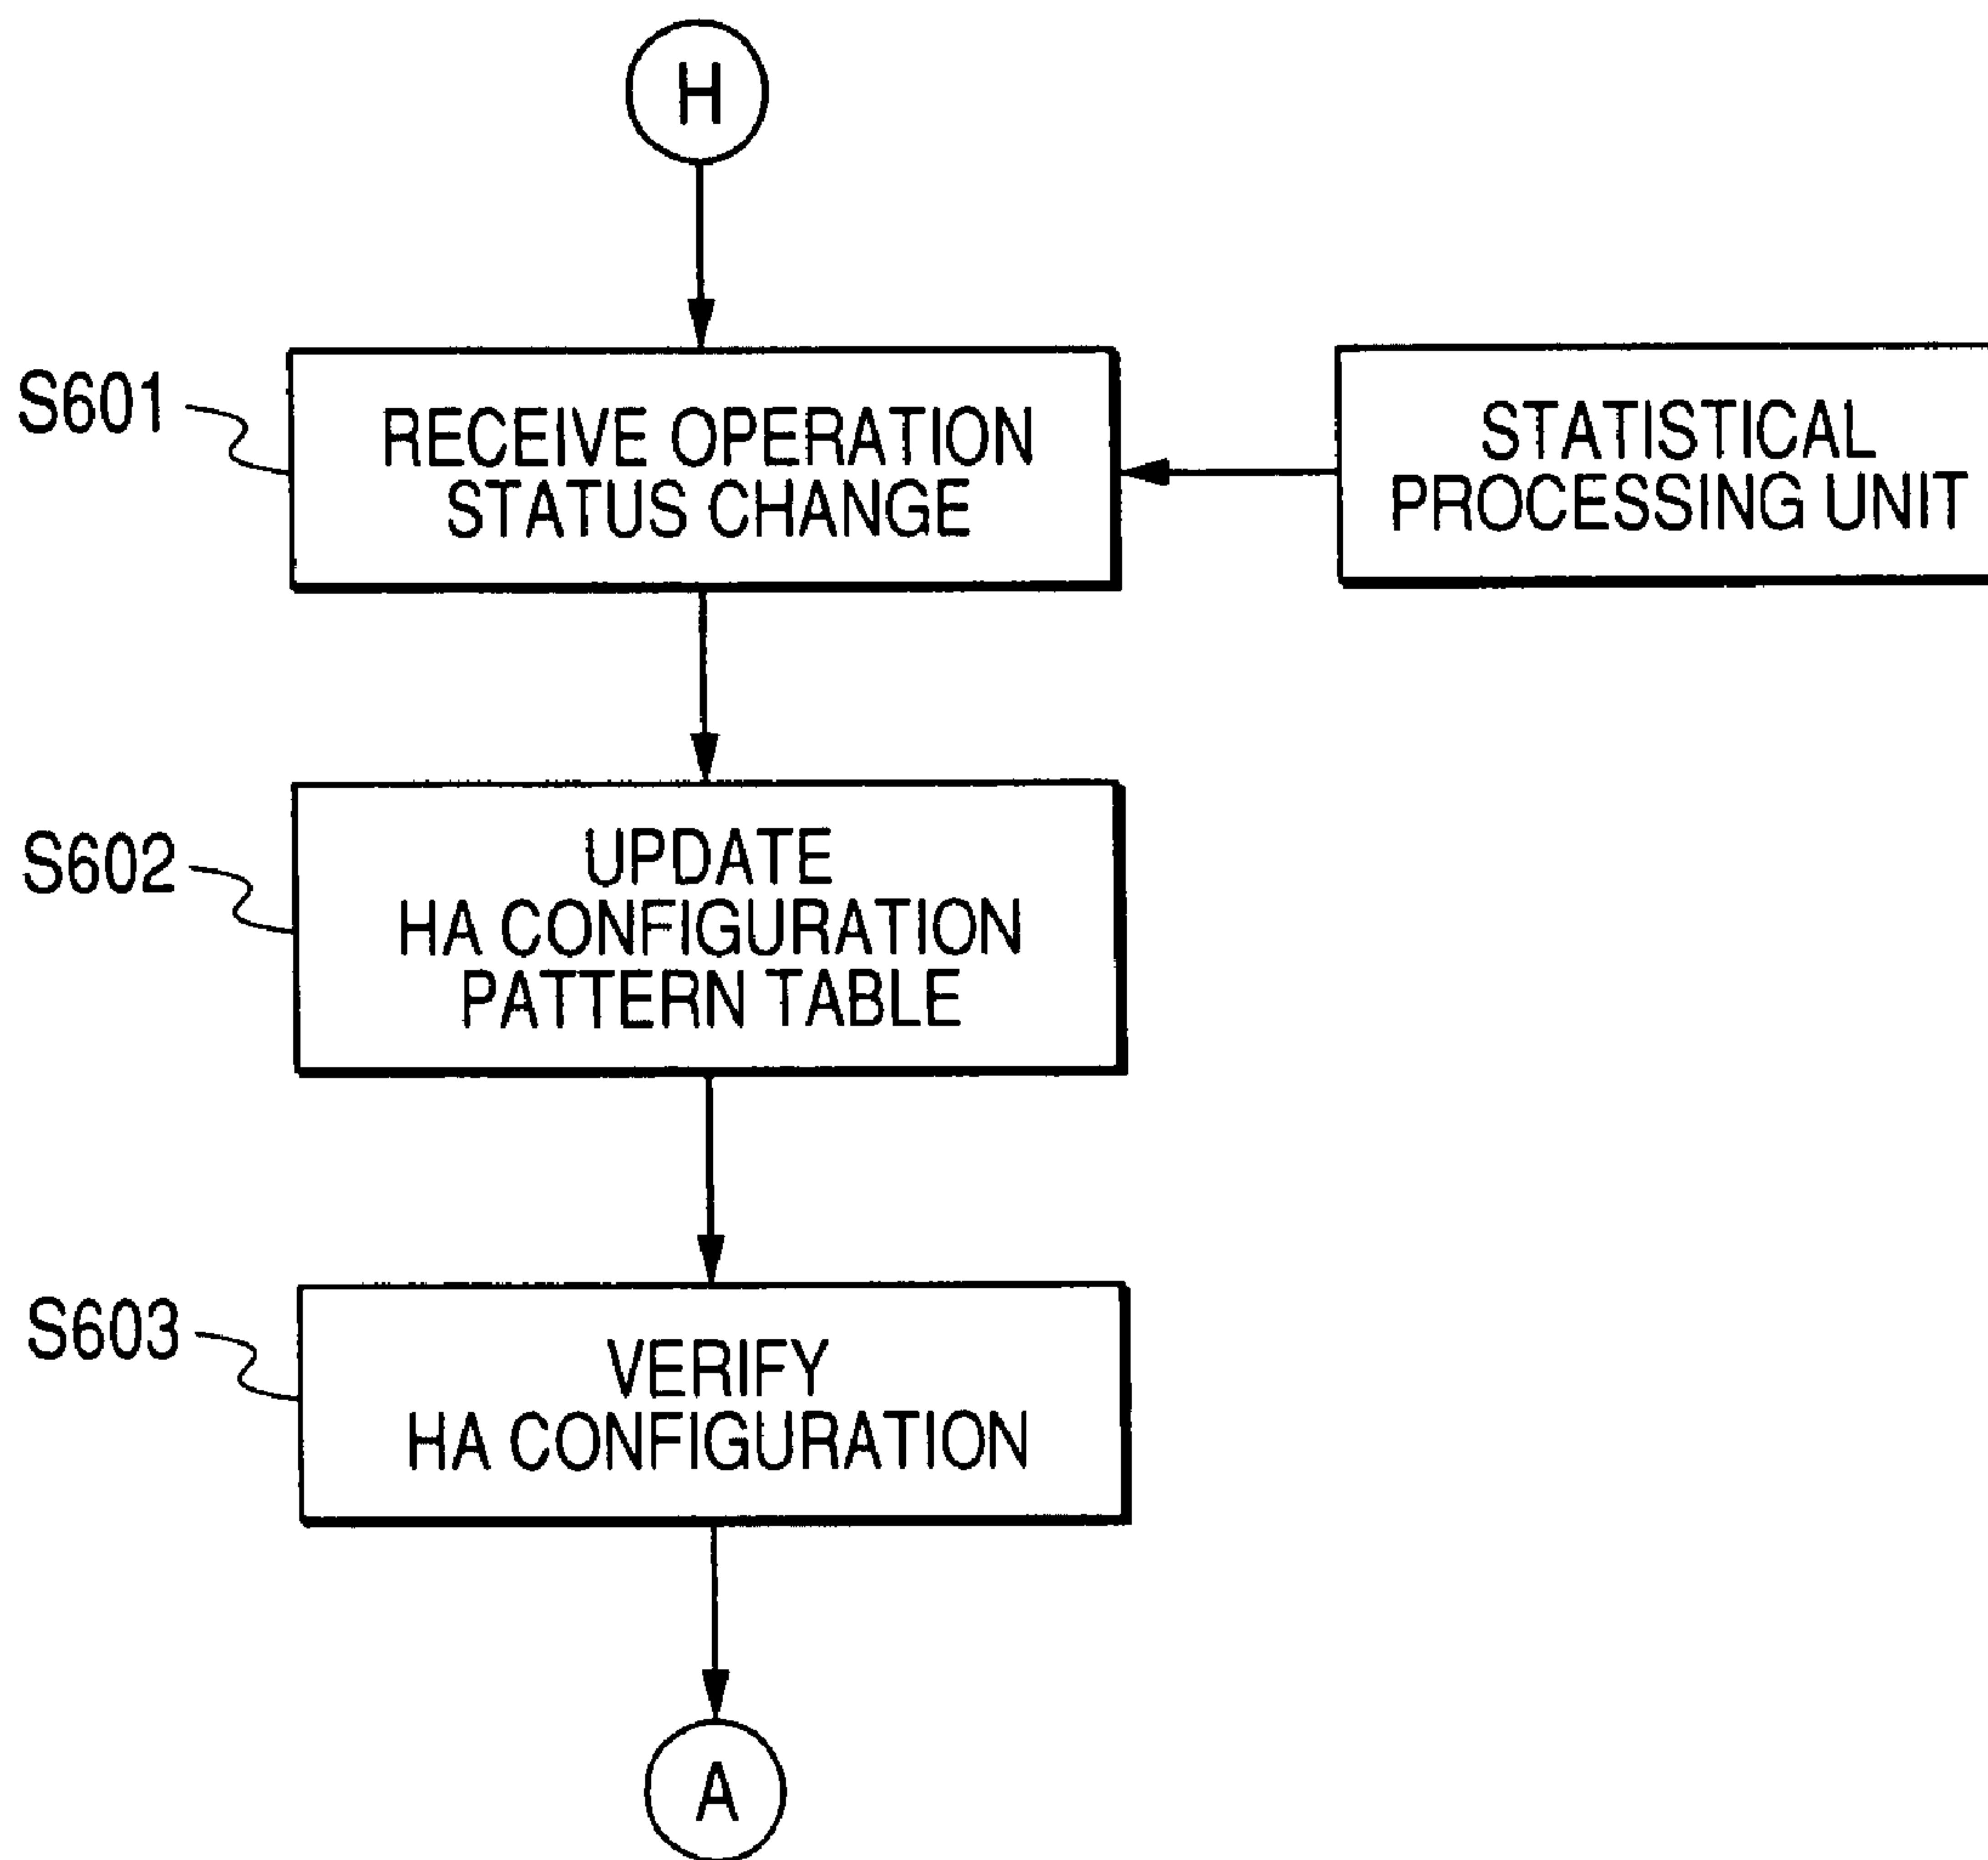 H
S601
RECEIVE OPERATION
STATUS CHANGE
STATISTICAL
PROCESSING UNIT
S602
UPDATE
HA CONFIGURATION
PATTERN TABLE
S603
VERIFY
HA CONFIGURATION
A